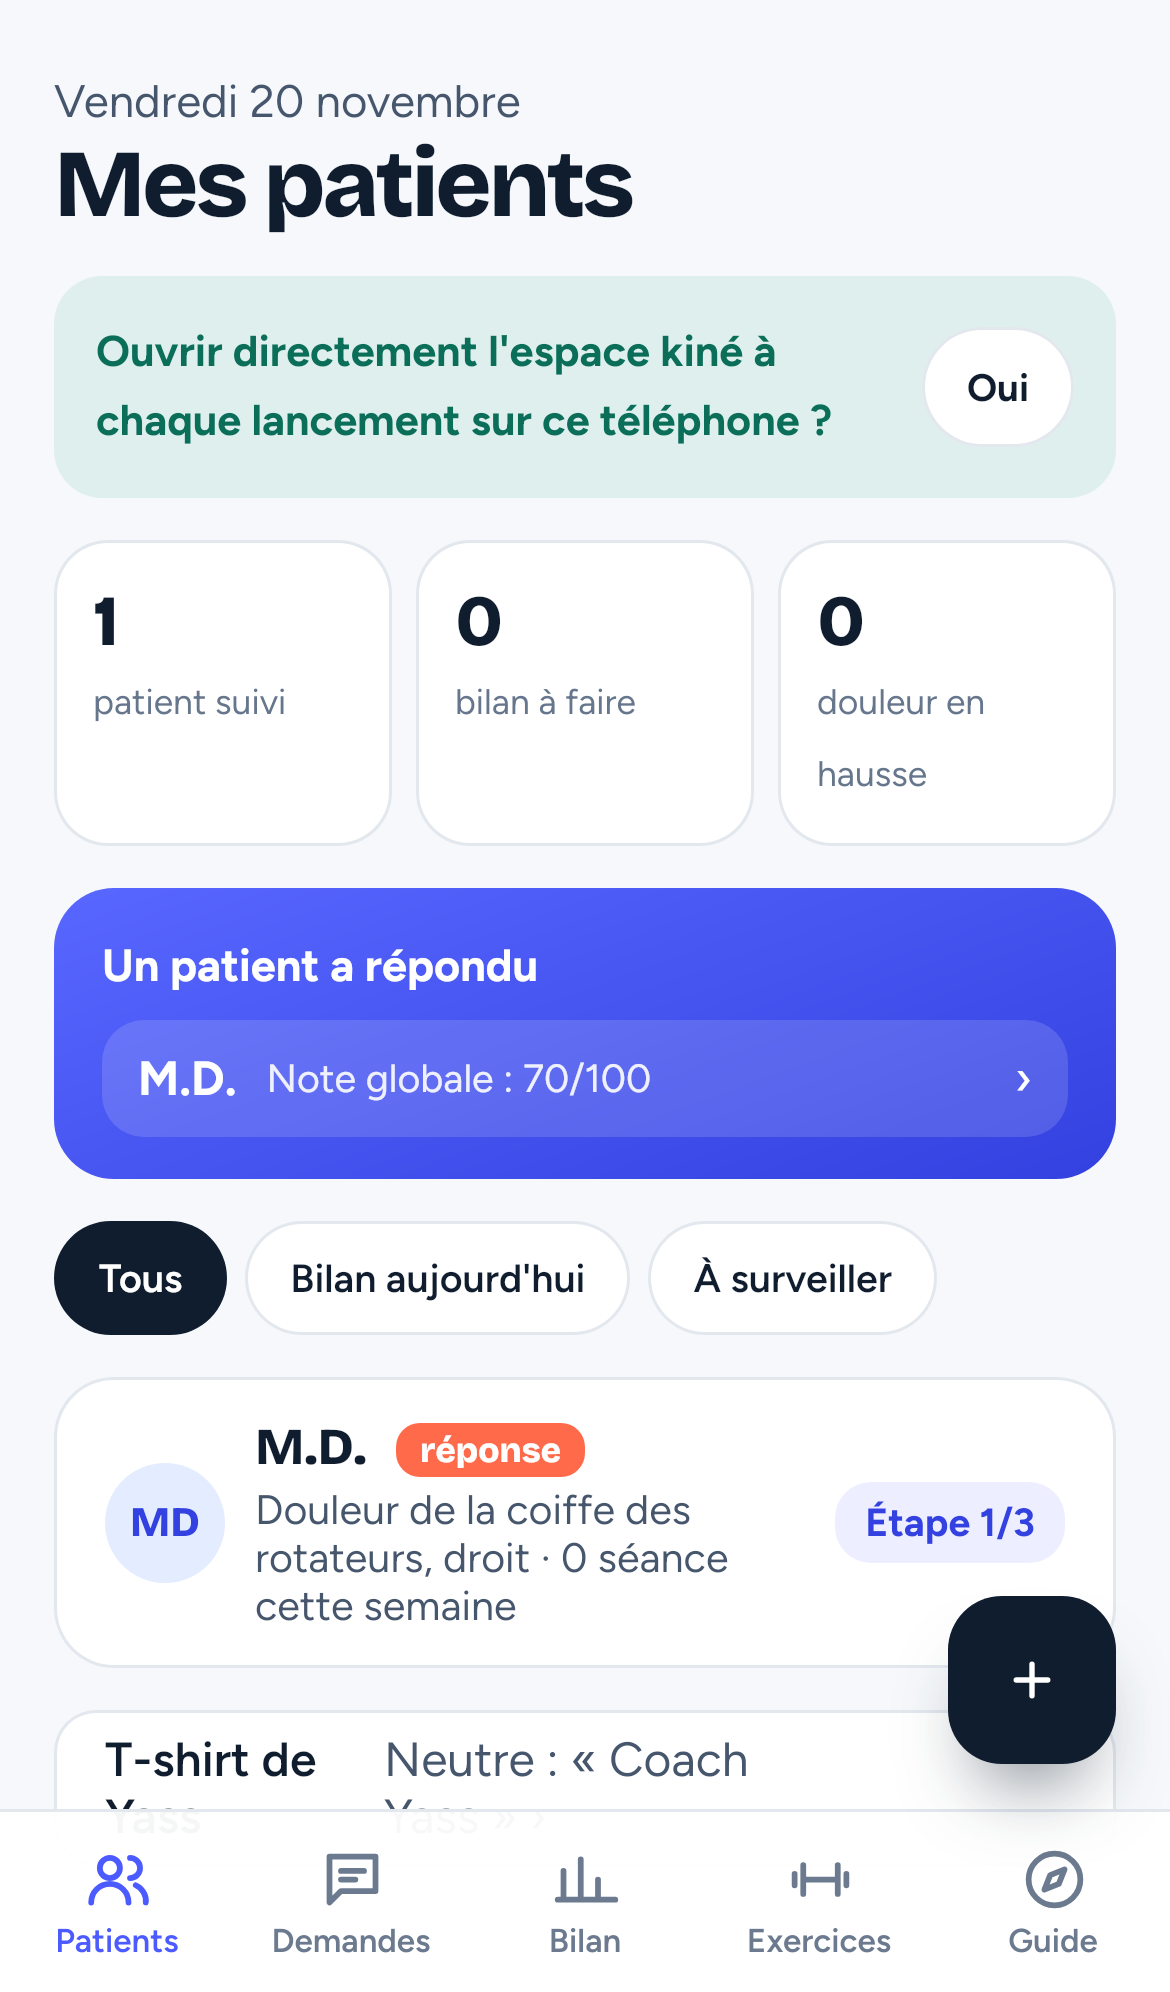 Vendredi 20 novembre
Mes patients
Ouvrir directement l'espace kiné à
chaque lancement sur ce téléphone ?
Oui
1
patient suivi
0
bilan à faire
0
douleur en
hausse
Un patient a répondu
M.D. Note globale : 70/100 ›
Tous
Bilan aujourd'hui
À surveiller
M.D. réponse
MD
Douleur de la coiffe des
rotateurs, droit · 0 séance
cette semaine
Étape 1/3
+
T-shirt de
Yass
Neutre : « Coach
Yass » ›
Patients
Demandes
Bilan
Exercices
Guide